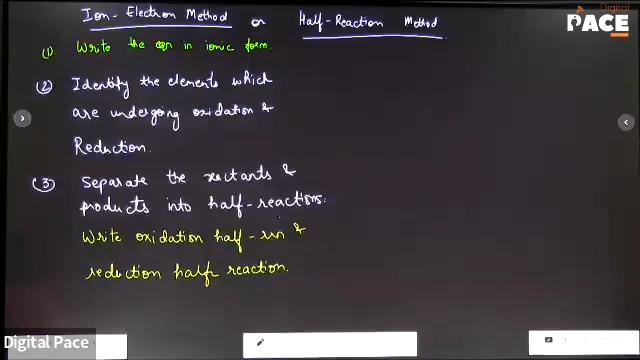 Ion-Electron Method or Half-Reaction Method
Digital
PACE
(1) Write the eqn in ionic form.
(2) Identify the elements which
are undergoing oxidation &
Reduction.
(3) Separate the reactants &
products into half-reactions.
Write oxidation half-rxn &
reduction half reaction.
Digital Pace